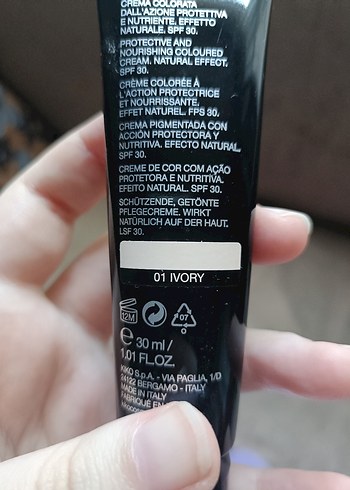 CREMA COLORATA
DALL'AZIONE PROTETTIVA
E NUTRIENTE. EFFETTO
NATURALE. SPF 30.
PROTECTIVE AND
NOURISHING COLOURED
CREAM. NATURAL EFFECT.
SPF 30.
CRÈME COLORÉE À
L'ACTION PROTECTRICE
ET NOURRISSANTE.
EFFET NATUREL. FPS 30.
CREMA PIGMENTADA CON
ACCIÓN PROTECTORA Y
NUTRITIVA. EFECTO NATURAL.
SPF 30.
CREME DE COR COM AÇÃO
PROTETORA E NUTRITIVA.
EFEITO NATURAL. SPF 30.
SCHÜTZENDE, GETÖNTE
PFLEGECREME. WIRKT
NATÜRLICH AUF DER HAUT.
LSF 30.
01 IVORY
12M
07
O
e 30 ml /
1.01 FL.OZ.
KIKO S.p.A. - VIA PAGLIA, 1/D
24122 BERGAMO - ITALY
MADE IN ITALY
FABRIQUÉ EN